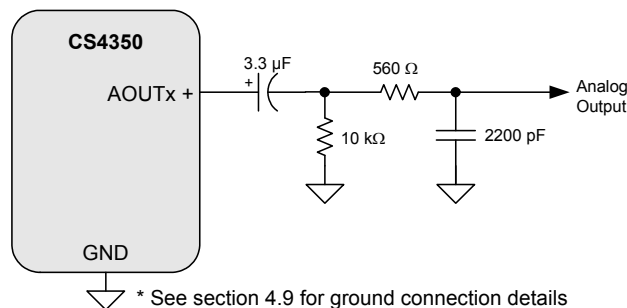 CS4350
3.3 µF
+
AOUTx +
560 Ω
Analog
Output
10 kΩ
2200 pF
GND
* See section 4.9 for ground connection details